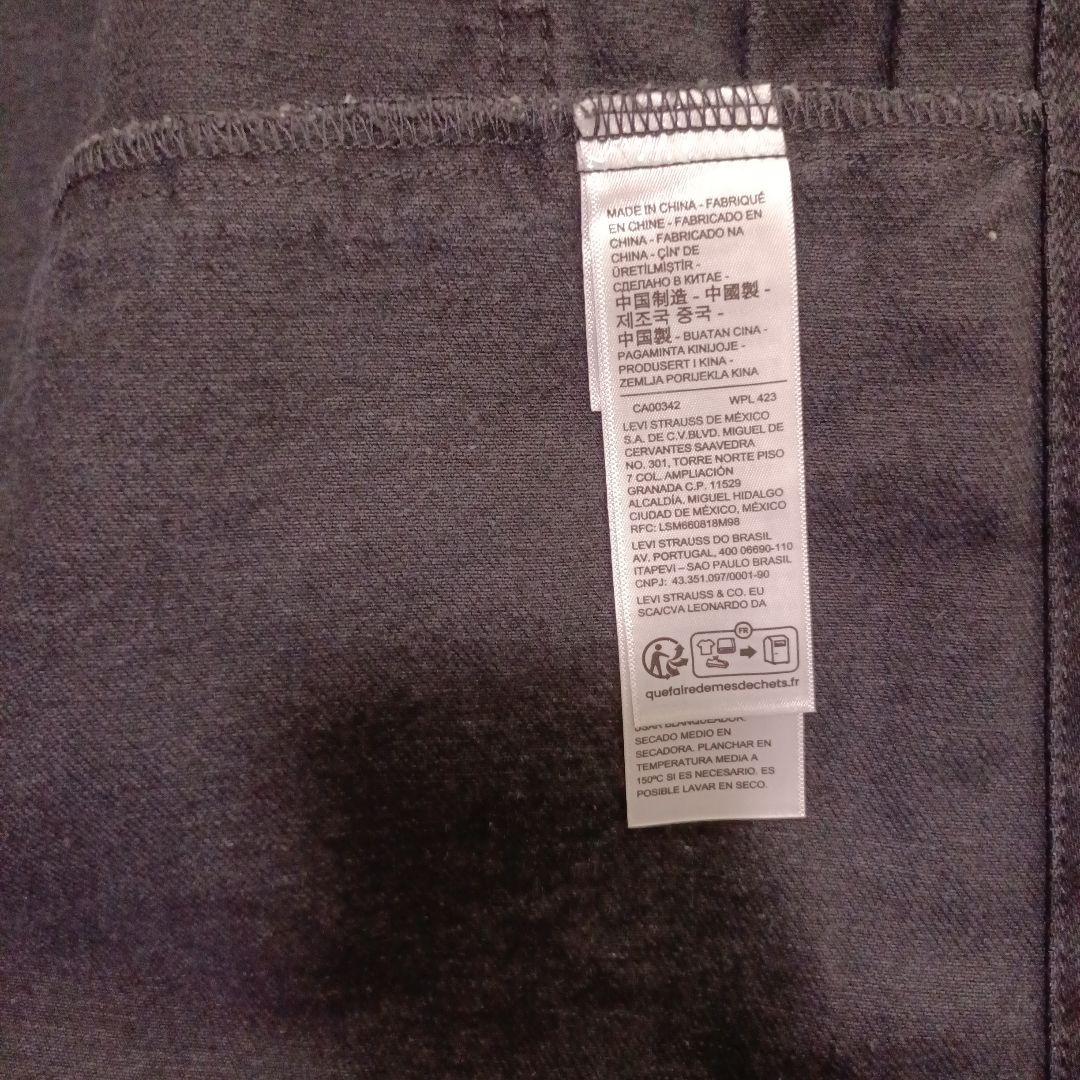 MADE IN CHINA - FABRIQUÉ
EN CHINE - FABRICADO EN
CHINA - FABRICADO NA
CHINA - ÇİN' DE
ÜRETİLMİŞTİR -
СДЕЛАНО В КИТАЕ -
中国制造 - 中國製 -
제조국 중국 -
中国製 - BUATAN CINA -
PAGAMINTA KINIJOJE -
PRODUSERT I KINA -
ZEMLJA PORIJEKLA KINA
CA00342 WPL 423
LEVI STRAUSS DE MÉXICO
S.A. DE C.V.BLVD. MIGUEL DE
CERVANTES SAAVEDRA
NO. 301, TORRE NORTE PISO
7 COL. AMPLIACIÓN
GRANADA C.P. 11529
ALCALDÍA. MIGUEL HIDALGO
CIUDAD DE MÉXICO, MÉXICO
RFC: LSM660818M98
LEVI STRAUSS DO BRASIL
AV. PORTUGAL, 400 06690-110
ITAPEVI – SAO PAULO BRASIL
CNPJ: 43.351.097/0001-90
LEVI STRAUSS & CO. EU
SCA/CVA LEONARDO DA
FR
quefairedemesdechets.fr
USAR BLANQUEADOR.
SECADO MEDIO EN
SECADORA. PLANCHAR EN
TEMPERATURA MEDIA A
150ºC SI ES NECESARIO. ES
POSIBLE LAVAR EN SECO.